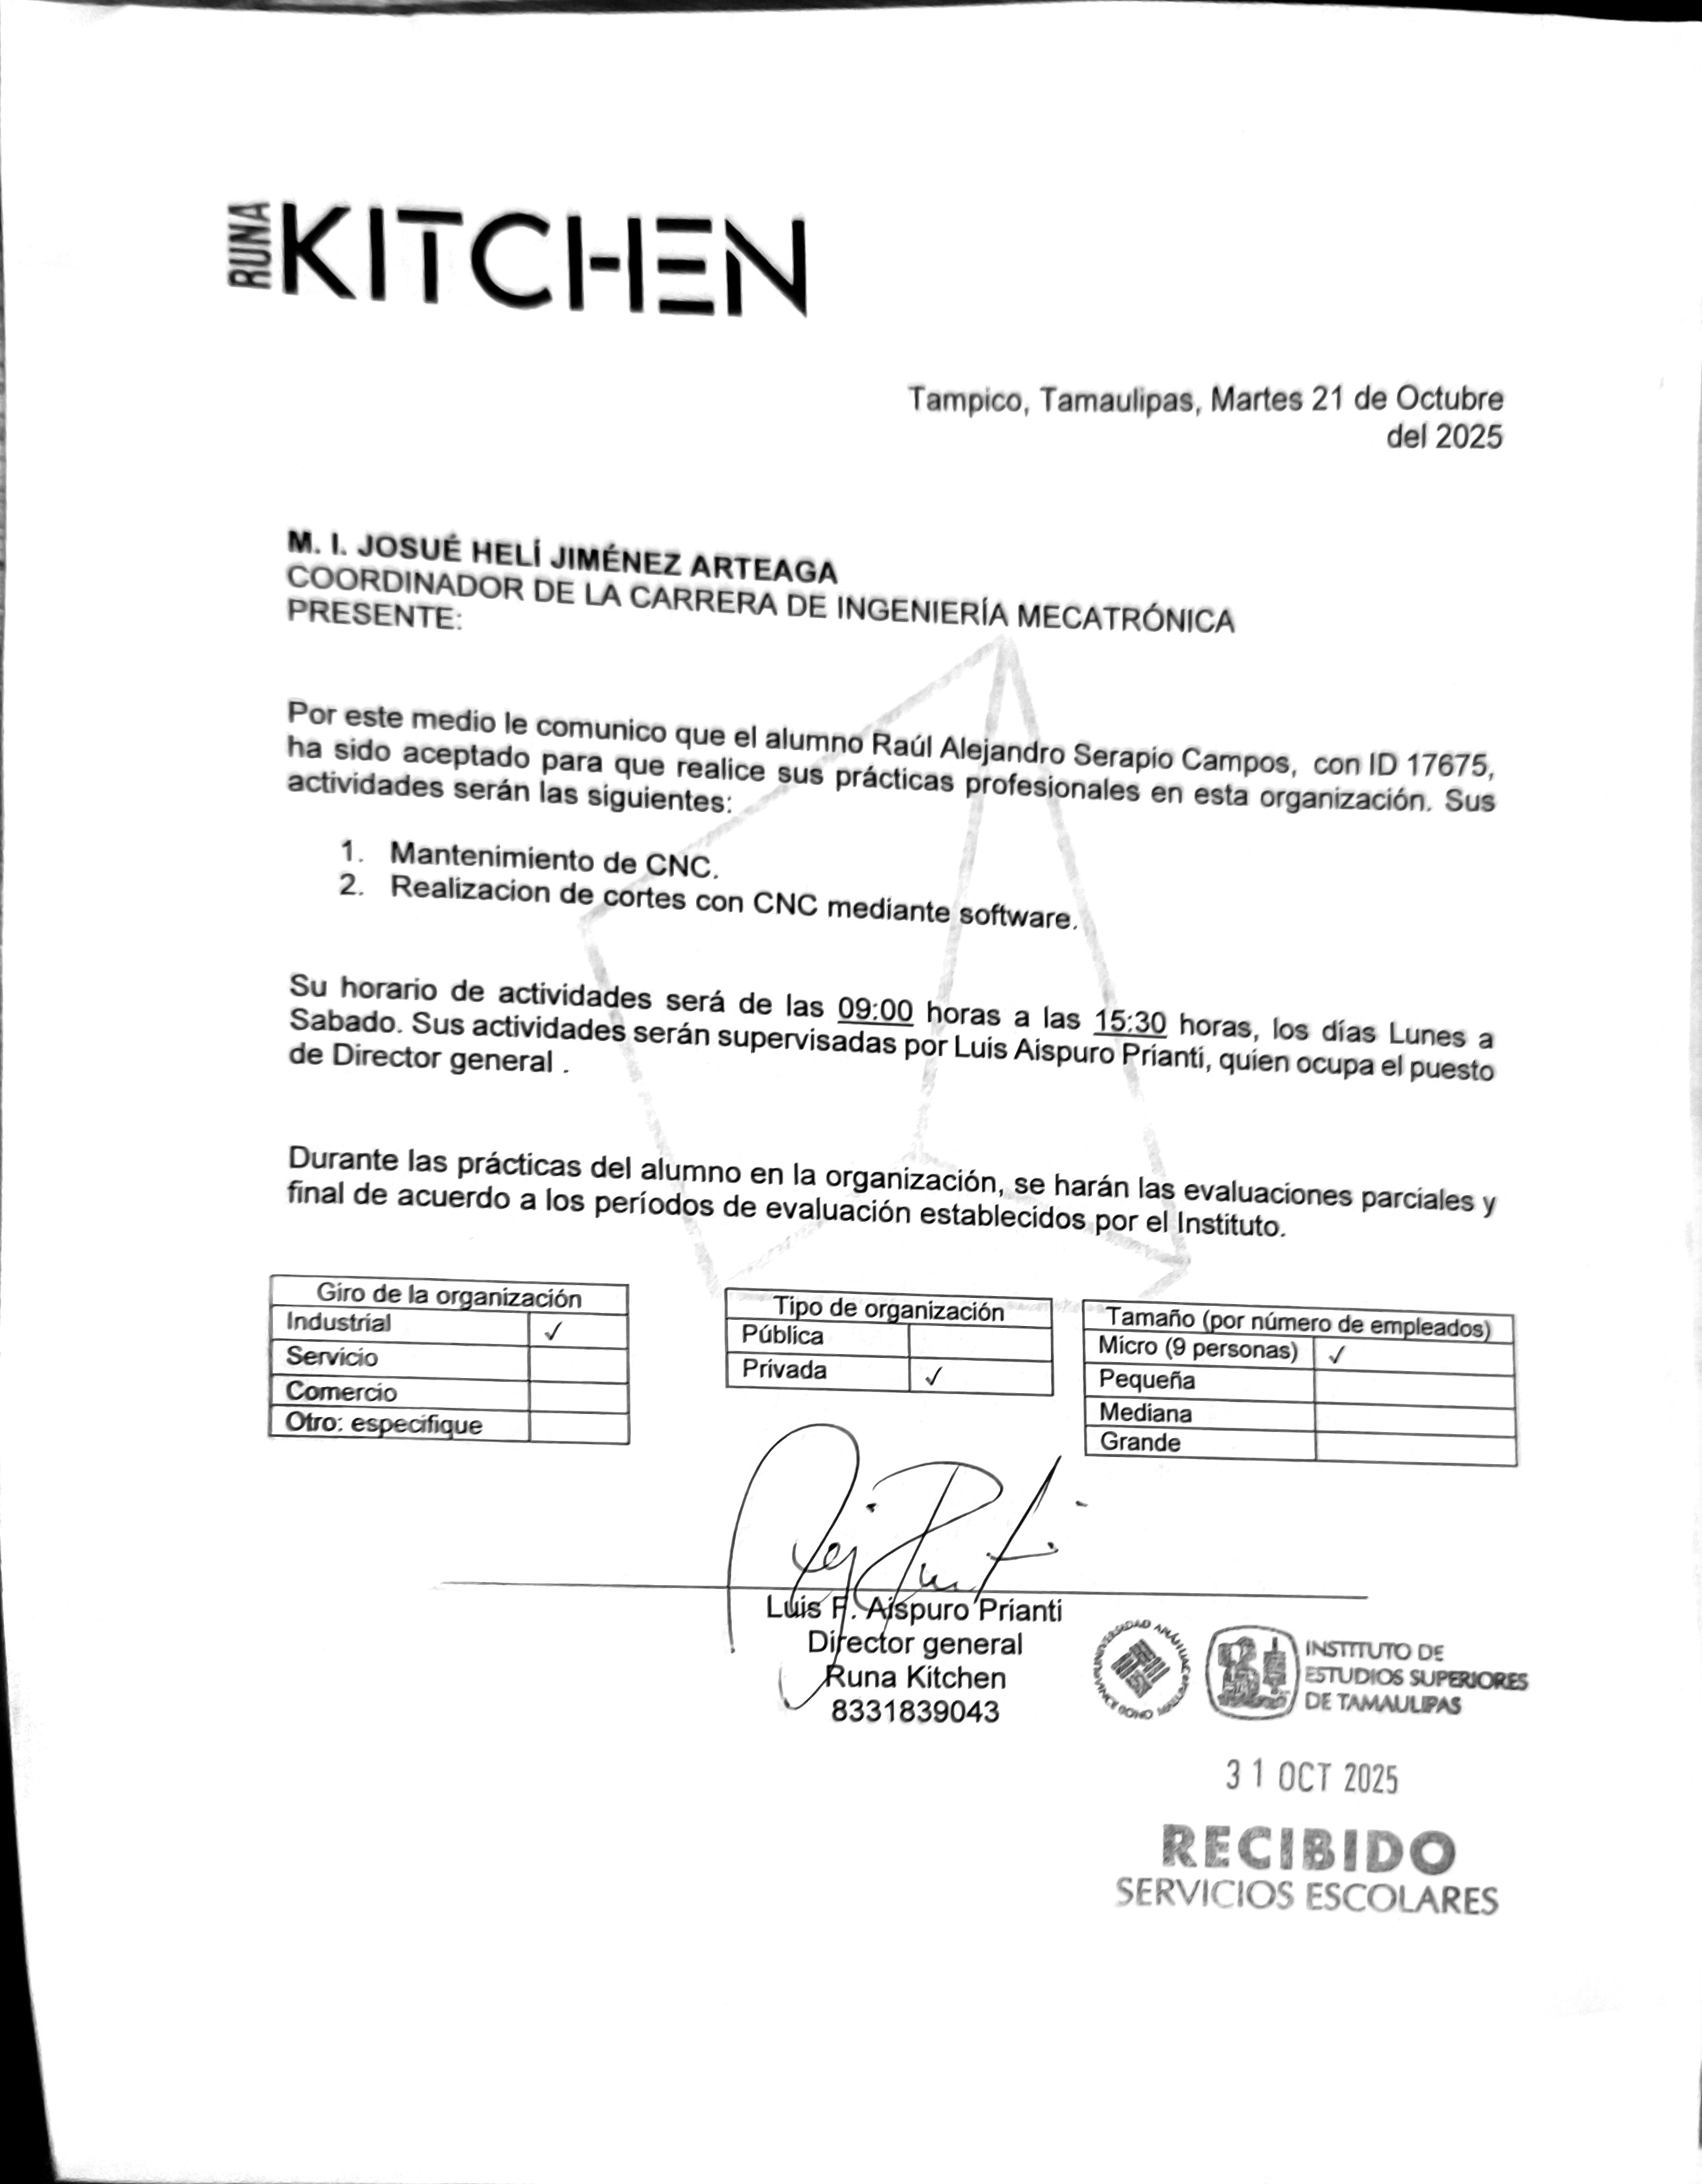 RUNA KITCHEN
Tampico, Tamaulipas, Martes 21 de Octubre
del 2025
M. I. JOSUÉ HELÍ JIMÉNEZ ARTEAGA
COORDINADOR DE LA CARRERA DE INGENIERÍA MECATRÓNICA
PRESENTE:
Por este medio le comunico que el alumno Raúl Alejandro Serapio Campos, con ID 17675,
ha sido aceptado para que realice sus prácticas profesionales en esta organización. Sus
actividades serán las siguientes:
1. Mantenimiento de CNC.
2. Realizacion de cortes con CNC mediante software.
Su horario de actividades será de las 09:00 horas a las 15:30 horas, los días Lunes a
Sabado. Sus actividades serán supervisadas por Luis Aispuro Prianti, quien ocupa el puesto
de Director general .
Durante las prácticas del alumno en la organización, se harán las evaluaciones parciales y
final de acuerdo a los períodos de evaluación establecidos por el Instituto.
Giro de la organización
Industrial ✓
Servicio
Comercio
Otro: especifique
Tipo de organización
Pública
Privada ✓
Tamaño (por número de empleados)
Micro (9 personas) ✓
Pequeña
Mediana
Grande
Luis F. Aispuro Prianti
Director general
Runa Kitchen
8331839043
INSTITUTO DE
ESTUDIOS SUPERIORES
DE TAMAULIPAS
31 OCT 2025
RECIBIDO
SERVICIOS ESCOLARES